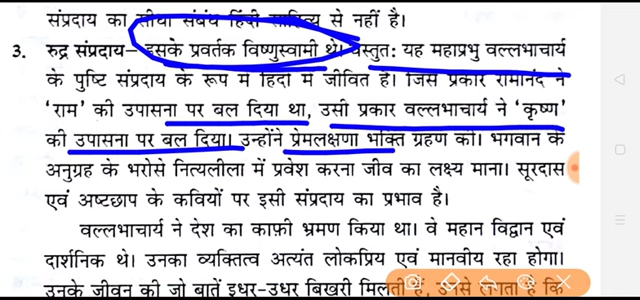 संप्रदाय का सीधा संबंध हिंदी साहित्य से नहीं है।
3. रुद्र संप्रदाय– इसके प्रवर्तक विष्णुस्वामी थे। वस्तुत: यह महाप्रभु वल्लभाचार्य
के पुष्टि संप्रदाय के रूप में हिंदी में जीवित है। जिस प्रकार रामानंद ने
‘राम’ की उपासना पर बल दिया था, उसी प्रकार वल्लभाचार्य ने ‘कृष्ण’
की उपासना पर बल दिया। उन्होंने प्रेमलक्षणा भक्ति ग्रहण की। भगवान के
अनुग्रह के भरोसे नित्यलीला में प्रवेश करना जीव का लक्ष्य माना। सूरदास
एवं अष्टछाप के कवियों पर इसी संप्रदाय का प्रभाव है।
वल्लभाचार्य ने देश का काफ़ी भ्रमण किया था। वे महान विद्वान एवं
दार्शनिक थे। उनका व्यक्तित्व अत्यंत लोकप्रिय एवं मानवीय रहा होगा।
उनके जीवन की जो बातें इधर-उधर बिखरी मिलती हैं, उनसे लगता है कि